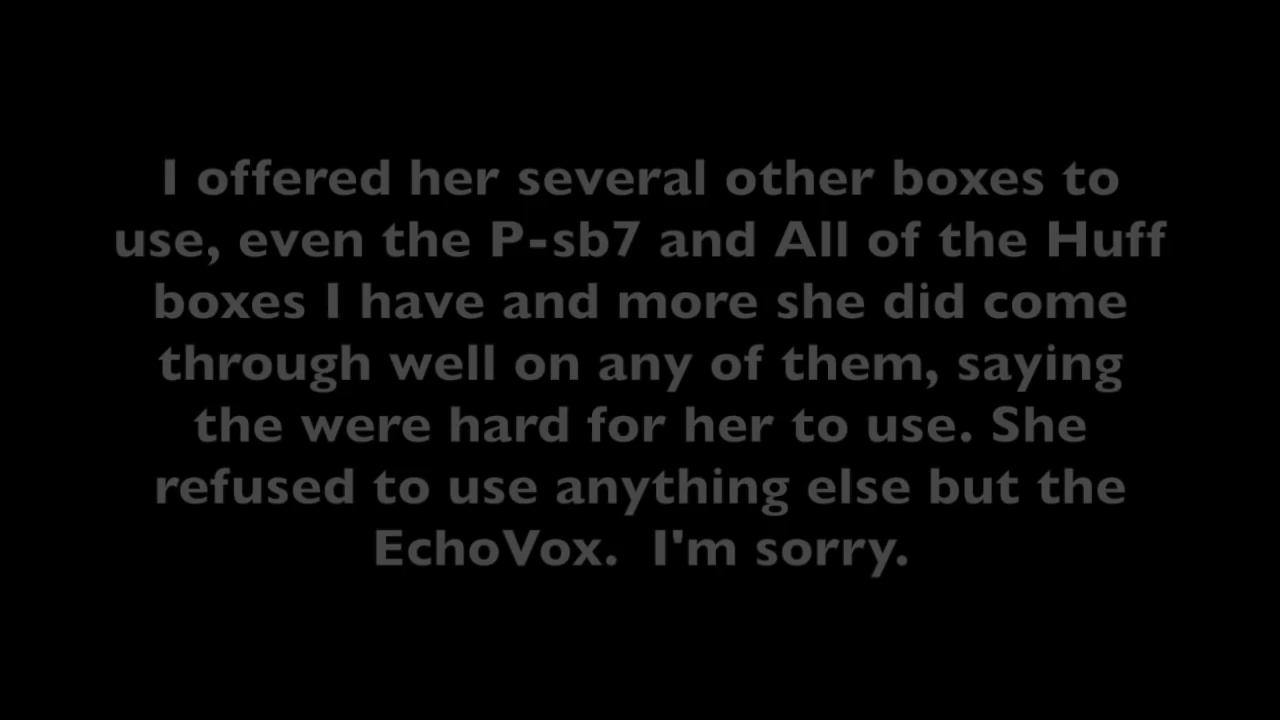 I offered her several other boxes to
use, even the P-sb7 and All of the Huff
boxes I have and more she did come
through well on any of them, saying
the were hard for her to use. She
refused to use anything else but the
EchoVox.  I'm sorry.